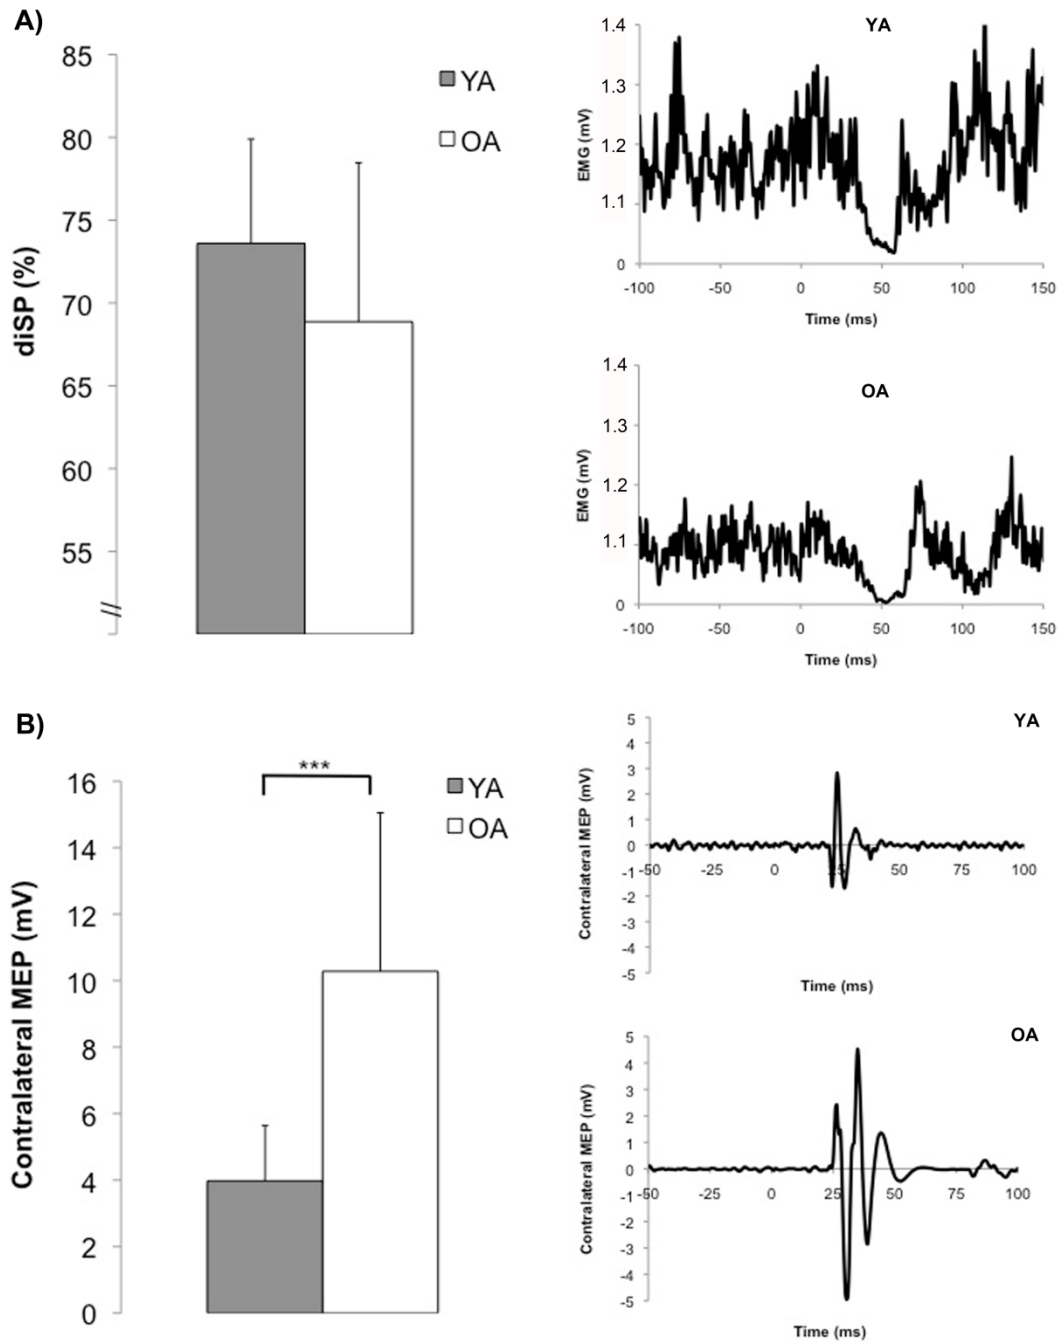 A)
85
80
75
70
65
60
55
//
diSP (%)
YA
OA
YA
1.4
1.3
1.2
1.1
0
EMG (mV)
-100 -50 0 50 100 150
Time (ms)
OA
1.4
1.3
1.2
1.1
0
EMG (mV)
-100 -50 0 50 100 150
Time (ms)
B)
16
14
12
10
8
6
4
2
0
Contralateral MEP (mV)
***
YA
OA
YA
5
4
3
2
1
0
-1
-2
-3
-4
-5
Contralateral MEP (mV)
-50 -25 0 25 50 75 100
Time (ms)
OA
5
4
3
2
1
0
-1
-2
-3
-4
-5
Contralateral MEP (mV)
-50 -25 0 25 50 75 100
Time (ms)